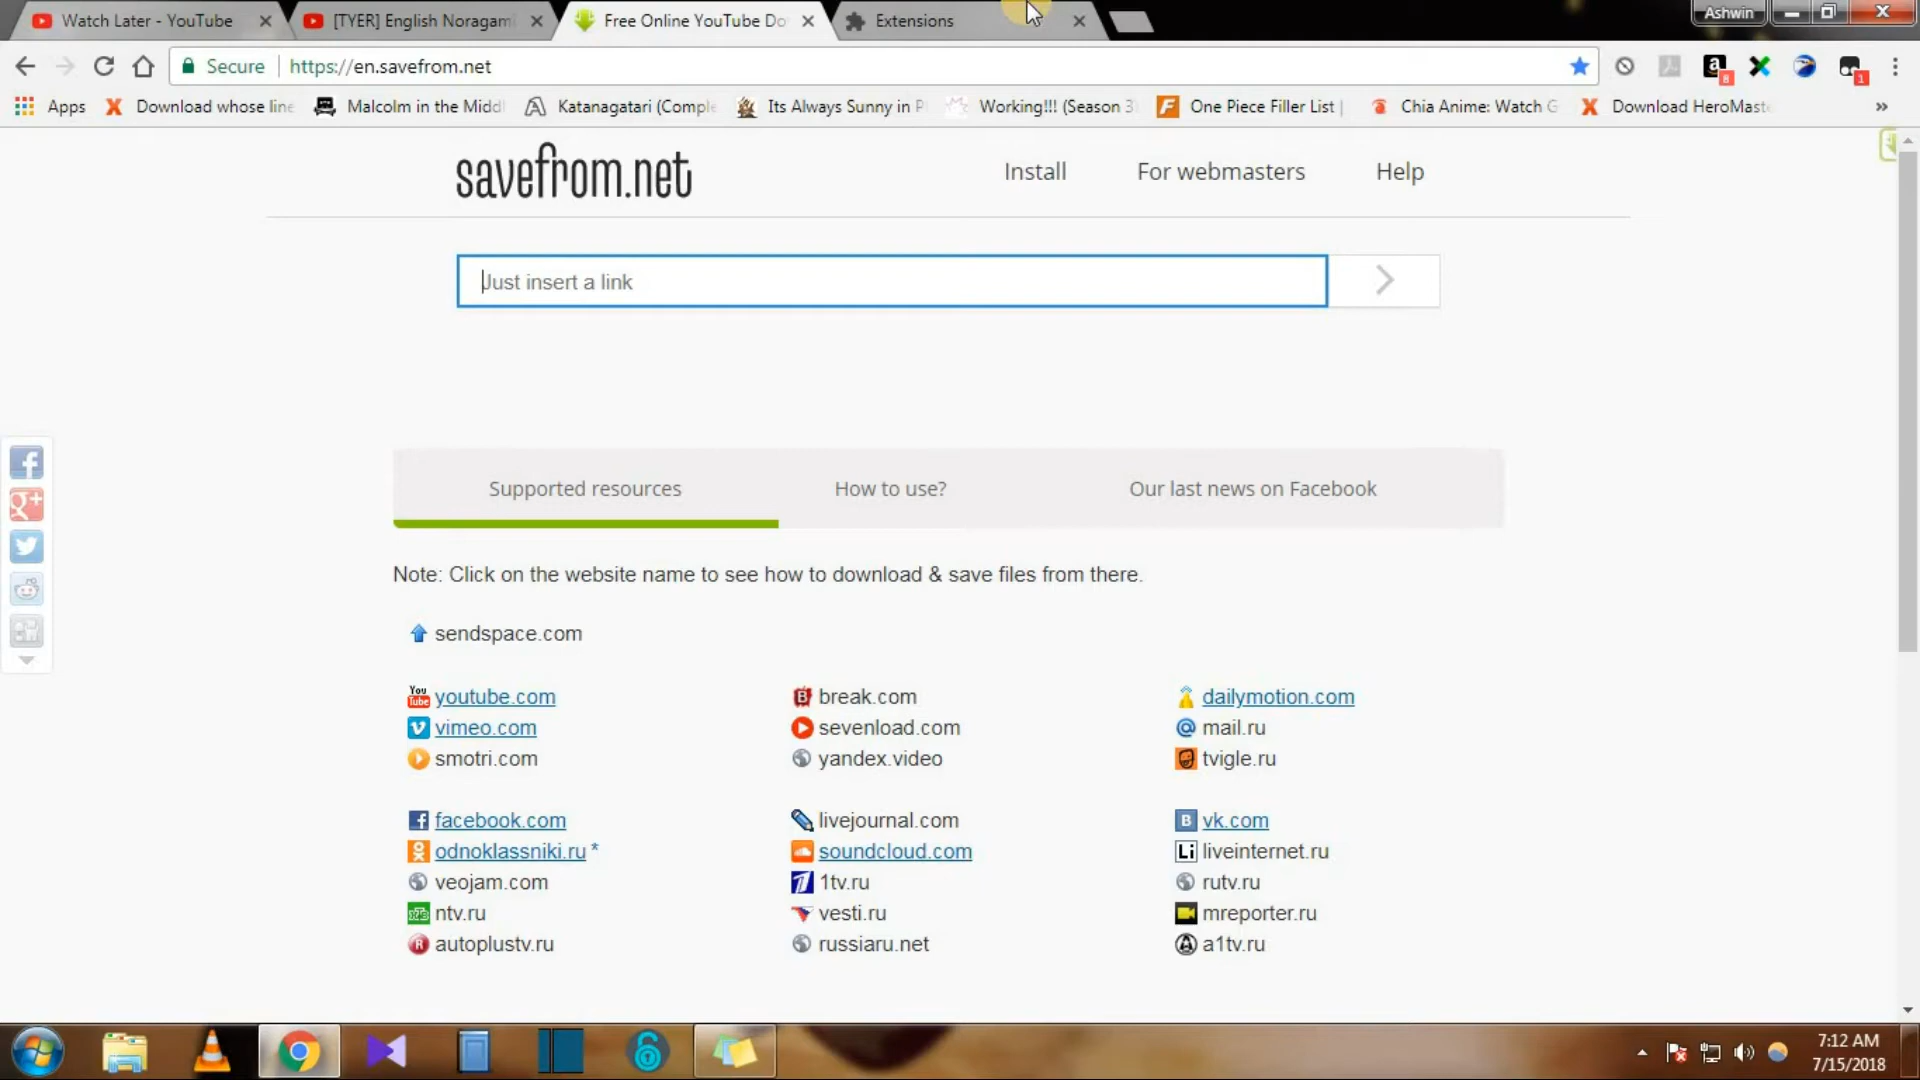 Watch Later - YouTube
[TYER] English Noragami
Free Online YouTube Do
Extensions
Ashwin
Secure
https://en.savefrom.net
8
1
Apps
Download whose line
Malcolm in the Midd
Katanagatari (Comple
Its Always Sunny in P
Working!!! (Season 3
One Piece Filler List |
Chia Anime: Watch G
Download HeroMaste
»
savefrom.net
Install
For webmasters
Help
Just insert a link
Supported resources
How to use?
Our last news on Facebook
Note: Click on the website name to see how to download & save files from there.
sendspace.com
youtube.com
break.com
dailymotion.com
vimeo.com
sevenload.com
mail.ru
smotri.com
yandex.video
tvigle.ru
facebook.com
livejournal.com
vk.com
odnoklassniki.ru *
soundcloud.com
liveinternet.ru
veojam.com
1tv.ru
rutv.ru
ntv.ru
vesti.ru
mreporter.ru
autoplustv.ru
russiaru.net
a1tv.ru
7:12 AM
7/15/2018